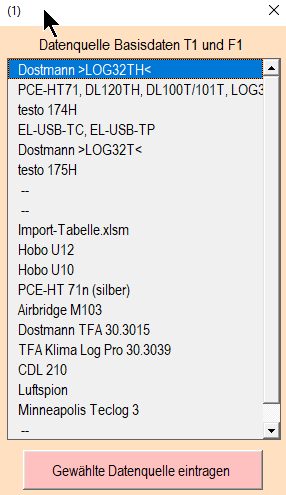 (1)
Datenquelle Basisdaten T1 und F1
Dostmann >LOG32TH<
PCE-HT71, DL120TH, DL100T/101T, LOG3
testo 174H
EL-USB-TC, EL-USB-TP
Dostmann >LOG32T<
testo 175H
--
--
Import-Tabelle.xlsm
Hobo U12
Hobo U10
PCE-HT 71n (silber)
Airbridge M103
Dostmann TFA 30.3015
TFA Klima Log Pro 30.3039
CDL 210
Luftspion
Minneapolis Teclog 3
--
Gewählte Datenquelle eintragen